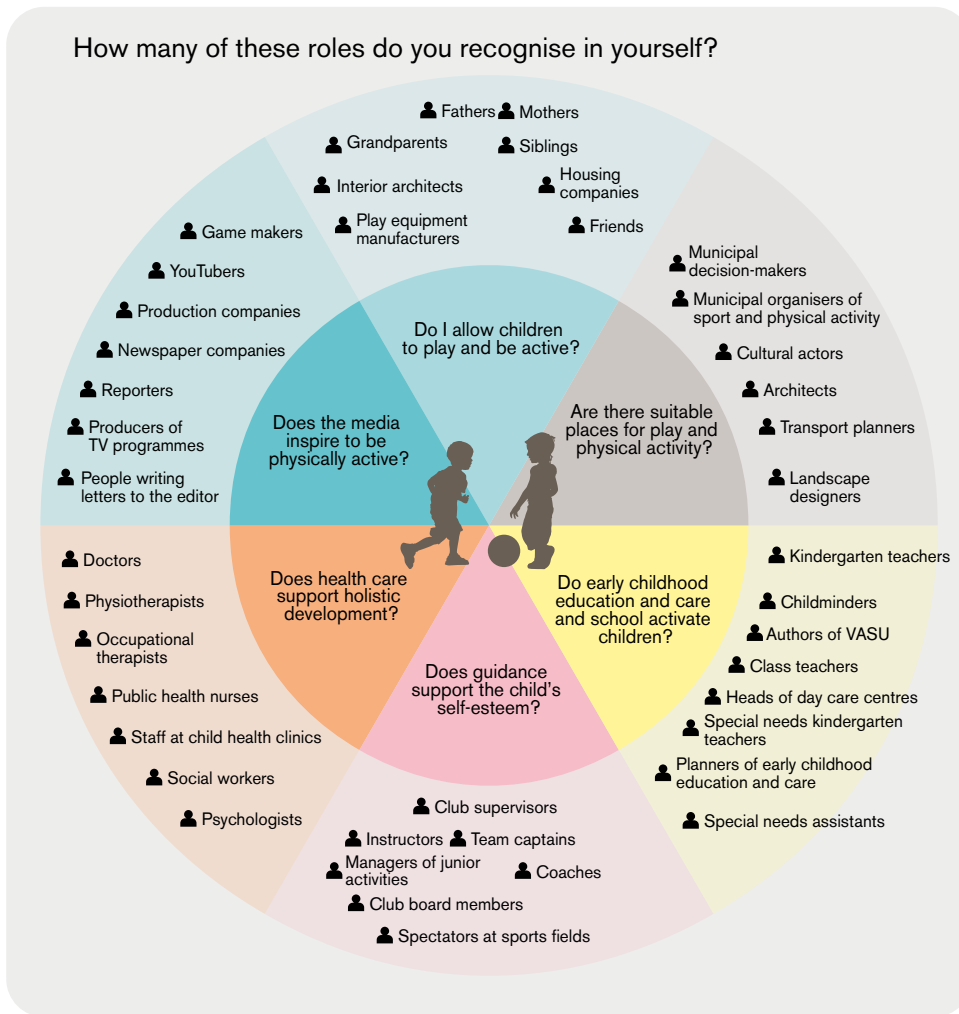 How many of these roles do you recognise in yourself?
Fathers
Mothers
Grandparents
Siblings
Interior architects
Housing
companies
Play equipment
manufacturers
Friends
Do I allow children
to play and be active?
Municipal
decision-makers
Municipal organisers of
sport and physical activity
Cultural actors
Architects
Transport planners
Landscape
designers
Are there suitable
places for play and
physical activity?
Kindergarten teachers
Childminders
Authors of VASU
Class teachers
Heads of day care centres
Special needs kindergarten
teachers
Planners of early childhood
education and care
Special needs assistants
Do early childhood
education and care
and school activate
children?
Does guidance
support the child's
self-esteem?
Club supervisors
Instructors
Team captains
Managers of junior
activities
Coaches
Club board members
Spectators at sports fields
Does health care
support holistic
development?
Doctors
Physiotherapists
Occupational
therapists
Public health nurses
Staff at child health clinics
Social workers
Psychologists
Does the media
inspire to be
physically active?
Game makers
YouTubers
Production companies
Newspaper companies
Reporters
Producers of
TV programmes
People writing
letters to the editor